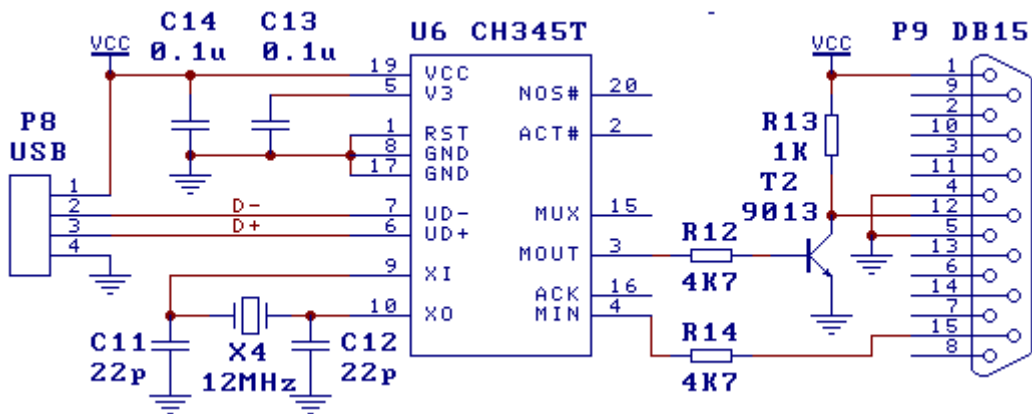 C14 C13
0.1u 0.1u
VCC
U6 CH345T
VCC
P9 DB15
19 VCC
5 V3
NOS# 20
1 RST
ACT# 2
8 GND
17 GND
P8
USB
1
2
3
4
D-
D+
7 UD-
6 UD+
MUX 15
MOUT 3
9 XI
10 XO
ACK 16
MIN 4
R13
1K
T2
9013
R12
4K7
R14
4K7
C11
22p
X4
12MHz
C12
22p
1
9
2
10
3
11
4
12
5
13
6
14
7
15
8